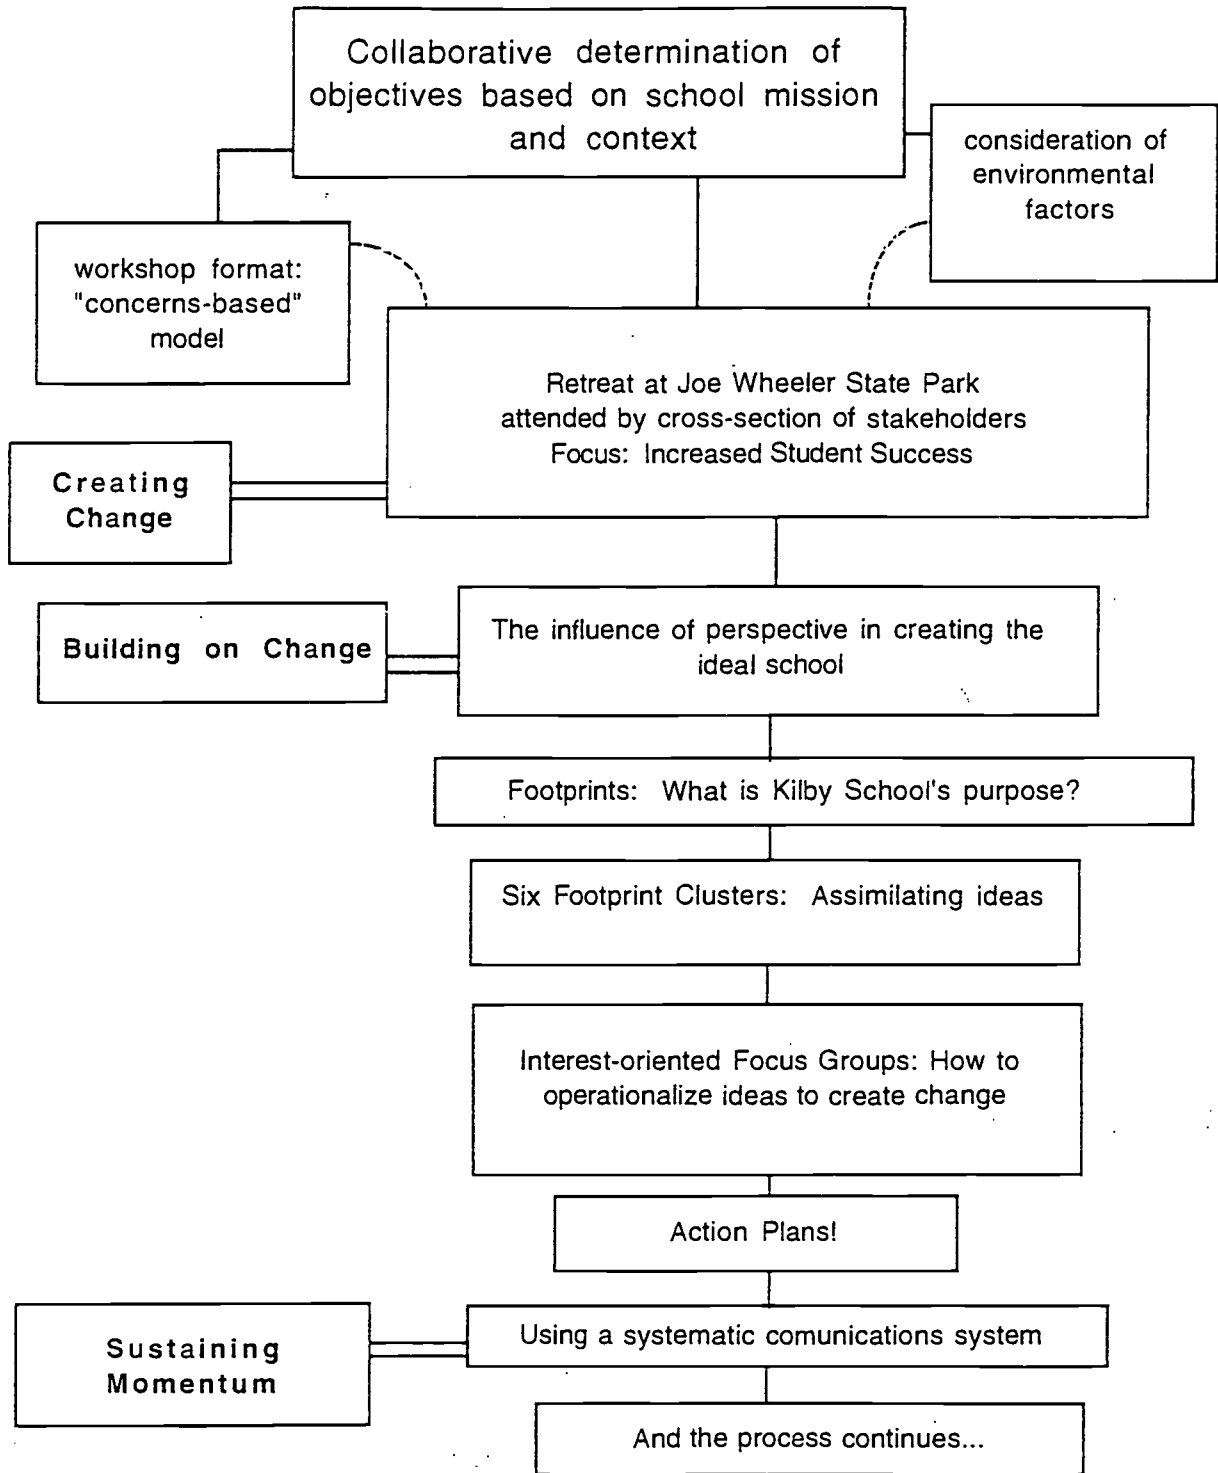 Collaborative determination of
objectives based on school mission
and context
consideration of
environmental
factors
workshop format:
"concerns-based"
model
Retreat at Joe Wheeler State Park
attended by cross-section of stakeholders
Focus: Increased Student Success
Creating
Change
Building on Change
The influence of perspective in creating the
ideal school
Footprints: What is Kilby School's purpose?
Six Footprint Clusters: Assimilating ideas
Interest-oriented Focus Groups: How to
operationalize ideas to create change
Action Plans!
Sustaining
Momentum
Using a systematic comunications system
And the process continues...